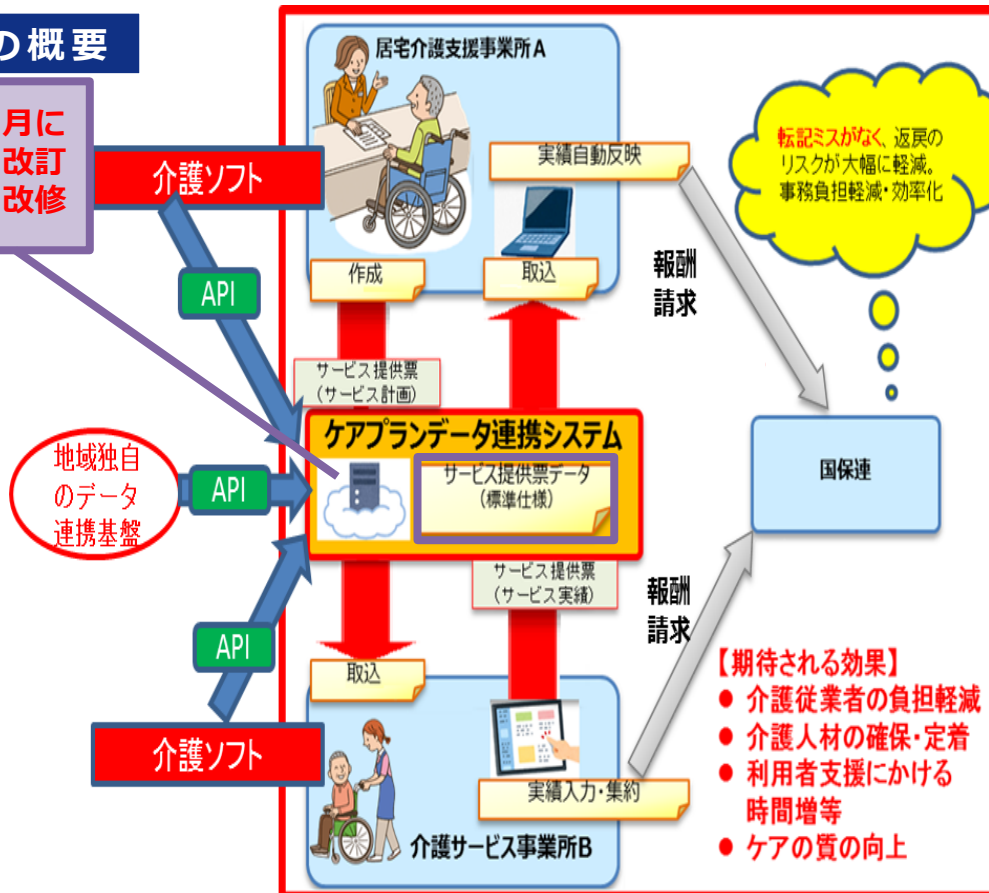 の概要
月に
改訂
改修
介護ソフト
API
地域独自
のデータ
連携基盤
API
API
介護ソフト
居宅介護支援事業所A
実績自動反映
作成
取込
サービス提供票
(サービス計画)
ケアプランデータ連携システム
サービス提供票データ
(標準仕様)
サービス提供票
(サービス実績)
取込
実績入力・集約
介護サービス事業所B
報酬
請求
報酬
請求
転記ミスがなく、返戻の
リスクが大幅に軽減。
事務負担軽減・効率化
国保連
【期待される効果】
● 介護従業者の負担軽減
● 介護人材の確保・定着
● 利用者支援にかける
時間増等
● ケアの質の向上